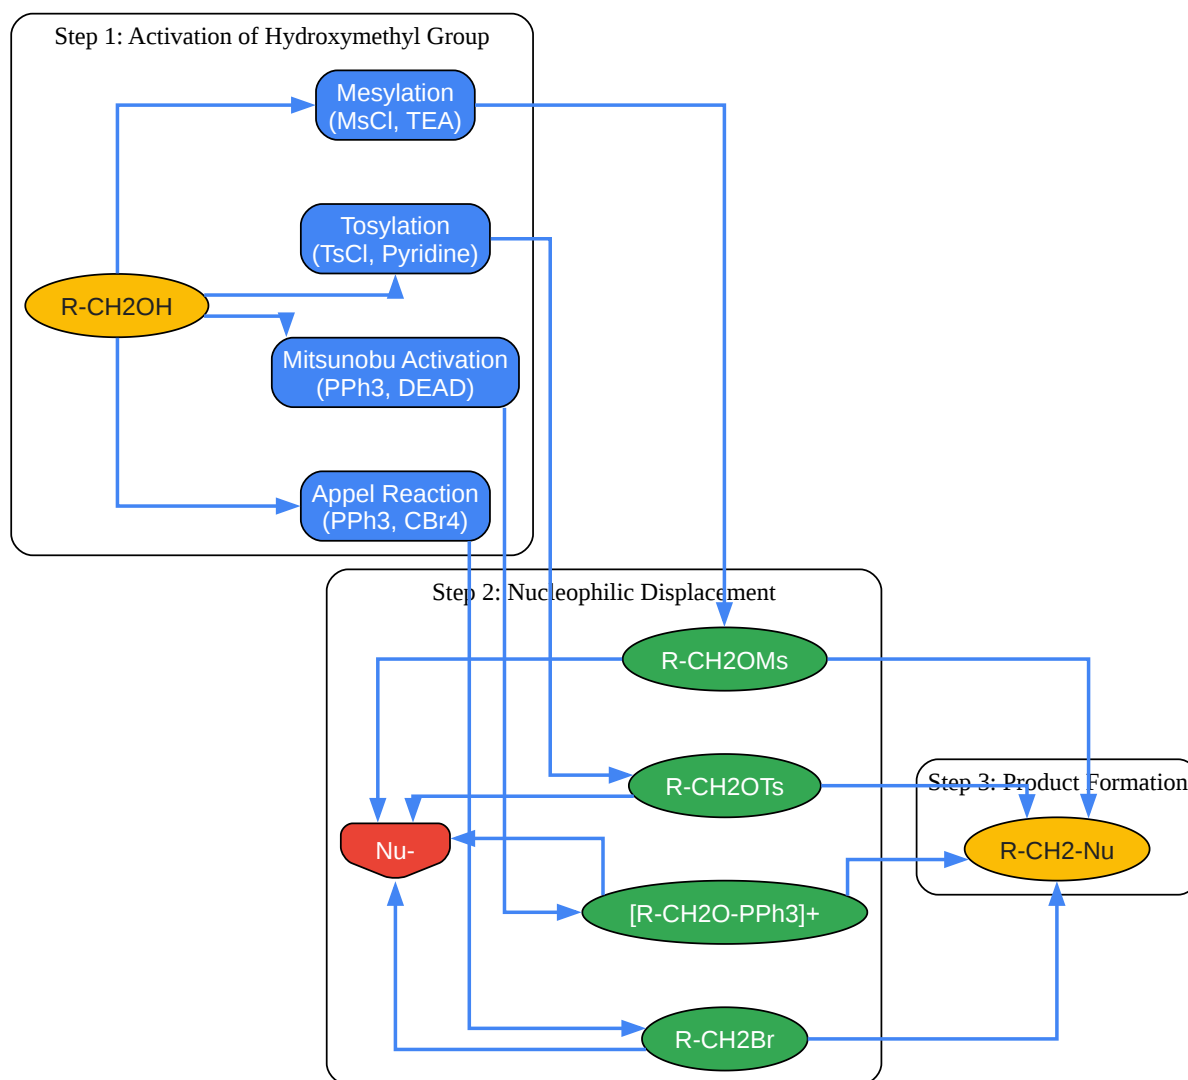 Step 1: Activation of Hydroxymethyl Group
Mesylation
(MsCl, TEA)
Tosylation
(TsCl, Pyridine)
R-CH2OH
Mitsunobu Activation
(PPh3, DEAD)
Appel Reaction
(PPh3, CBr4)
Step 2: Nucleophilic Displacement
R-CH2OMs
R-CH2OTs
Nu-
[R-CH2O-PPh3]+
R-CH2Br
Step 3: Product Formation
R-CH2-Nu